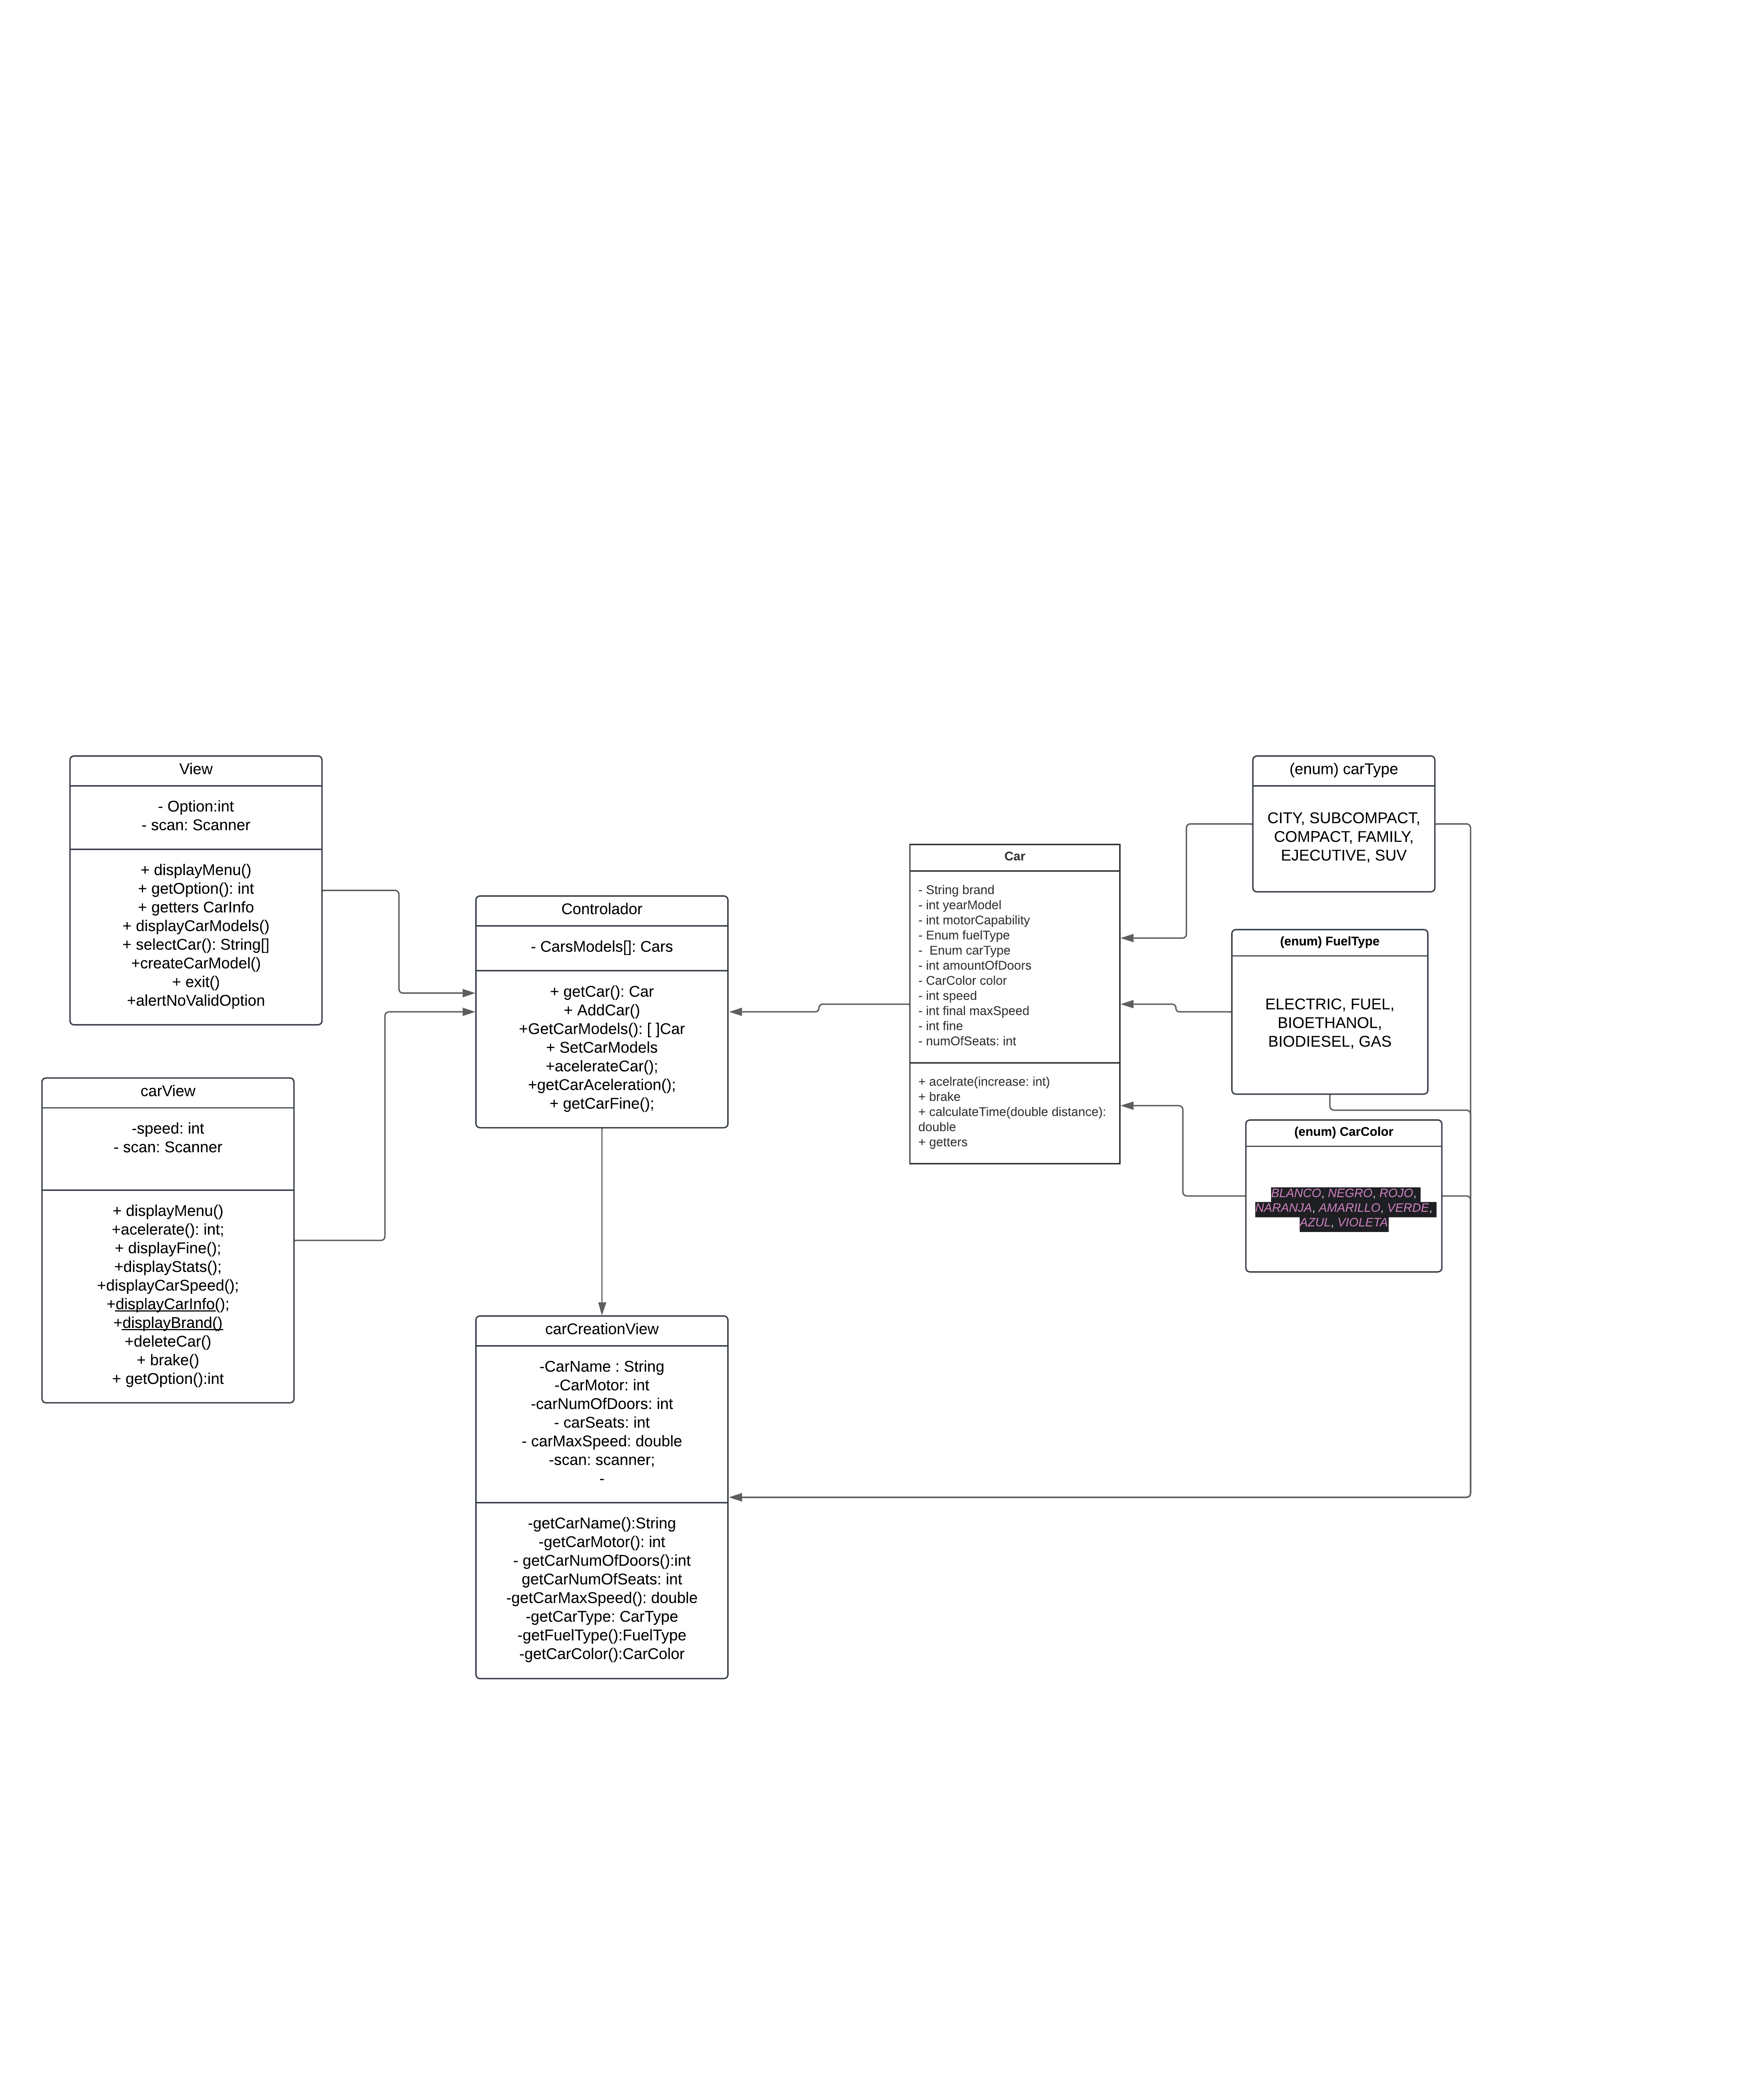 View
- Option:int
- scan: Scanner
+ displayMenu()
+ getOption(): int
+ getters CarInfo
+ displayCarModels()
+ selectCar(): String[]
+createCarModel()
+ exit()
+alertNoValidOption
carView
-speed: int
- scan: Scanner
+ displayMenu()
+acelerate(): int;
+ displayFine();
+displayStats();
+displayCarSpeed();
+displayCarInfo();
+displayBrand()
+deleteCar()
+ brake()
+ getOption():int
Controlador
- CarsModels[]: Cars
+ getCar(): Car
+ AddCar()
+GetCarModels(): [ ]Car
+ SetCarModels
+acelerateCar();
+getCarAceleration();
+ getCarFine();
carCreationView
-CarName : String
-CarMotor: int
-carNumOfDoors: int
- carSeats: int
- carMaxSpeed: double
-scan: scanner;
-
-getCarName():String
-getCarMotor(): int
- getCarNumOfDoors():int
getCarNumOfSeats: int
-getCarMaxSpeed(): double
-getCarType: CarType
-getFuelType():FuelType
-getCarColor():CarColor
Car
- String brand
- int yearModel
- int motorCapability
- Enum fuelType
-  Enum carType
- int amountOfDoors
- CarColor color
- int speed
- int final maxSpeed
- int fine
- numOfSeats: int
+ acelrate(increase: int)
+ brake
+ calculateTime(double distance):
double
+ getters
(enum) carType
CITY, SUBCOMPACT,
COMPACT, FAMILY,
EJECUTIVE, SUV
(enum) FuelType
ELECTRIC, FUEL,
BIOETHANOL,
BIODIESEL, GAS
(enum) CarColor
BLANCO, NEGRO, ROJO,
NARANJA, AMARILLO, VERDE,
AZUL, VIOLETA